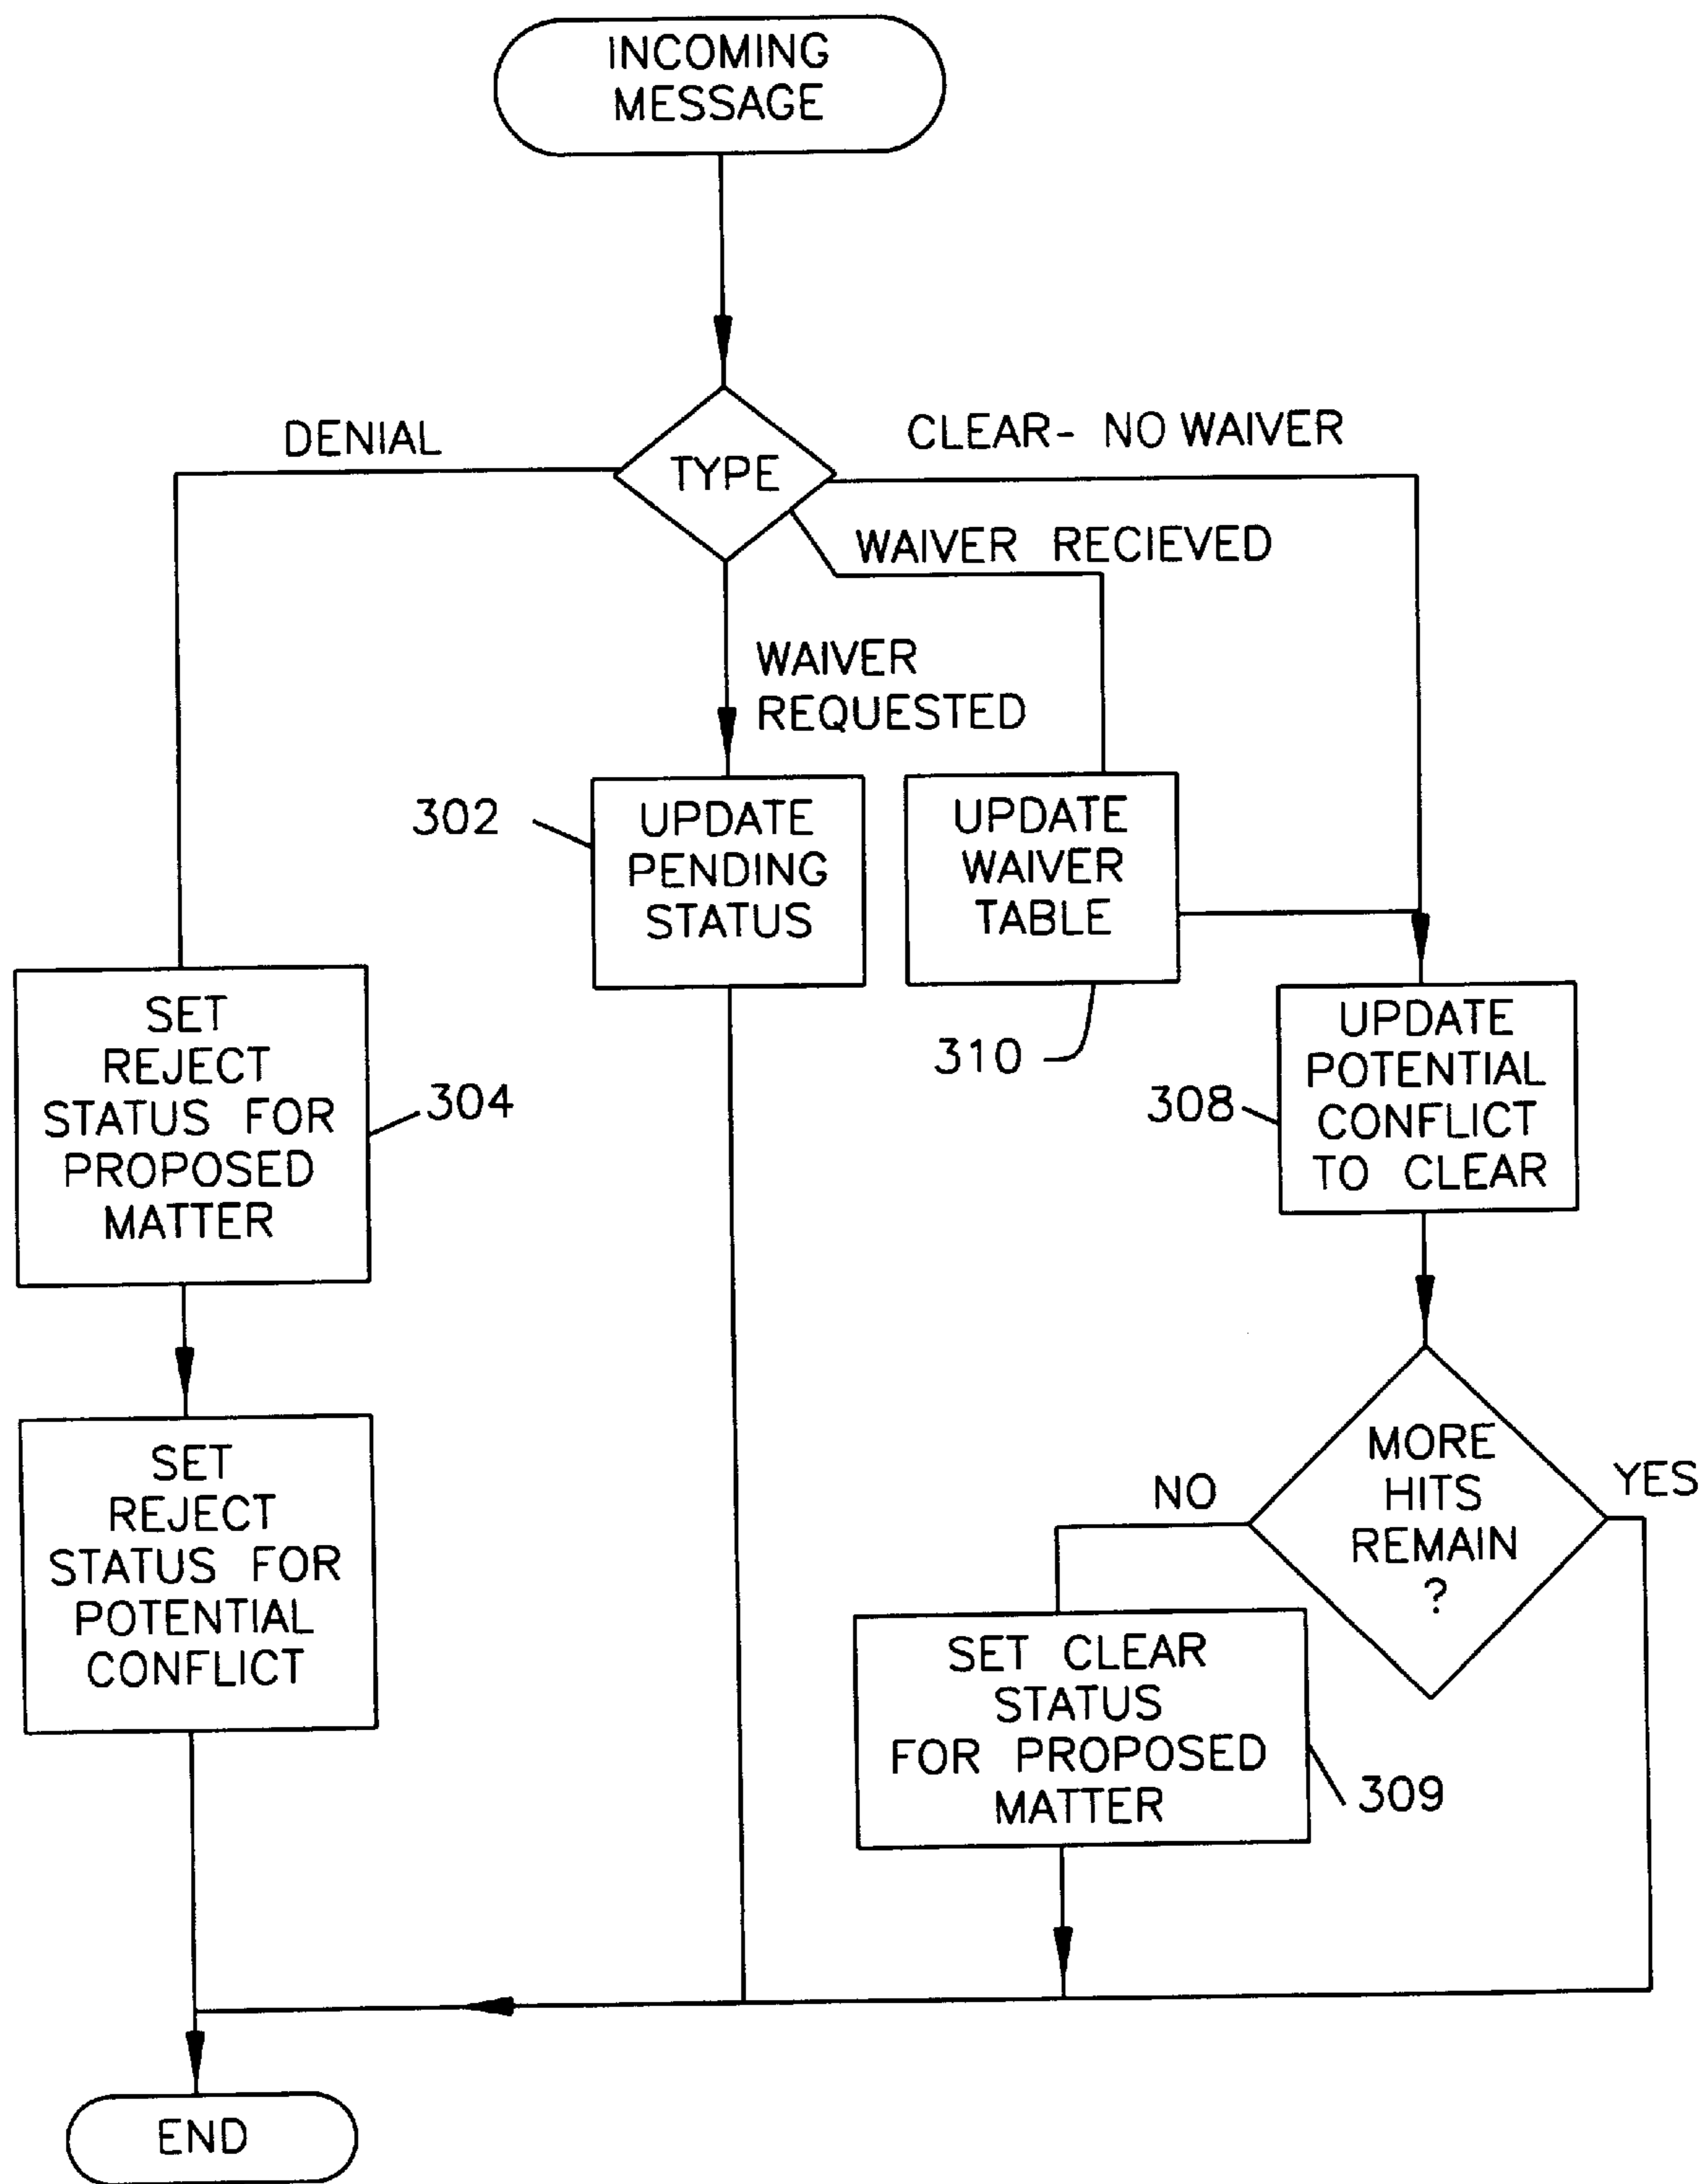 INCOMING
MESSAGE
DENIAL
TYPE
CLEAR- NO WAIVER
WAIVER RECIEVED
WAIVER
REQUESTED
302
UPDATE
PENDING
STATUS
UPDATE
WAIVER
TABLE
310
SET
REJECT
STATUS FOR
PROPOSED
MATTER
304
308
UPDATE
POTENTIAL
CONFLICT
TO CLEAR
SET
REJECT
STATUS FOR
POTENTIAL
CONFLICT
NO
MORE
HITS
REMAIN
?
YES
SET CLEAR
STATUS
FOR PROPOSED
MATTER
309
END